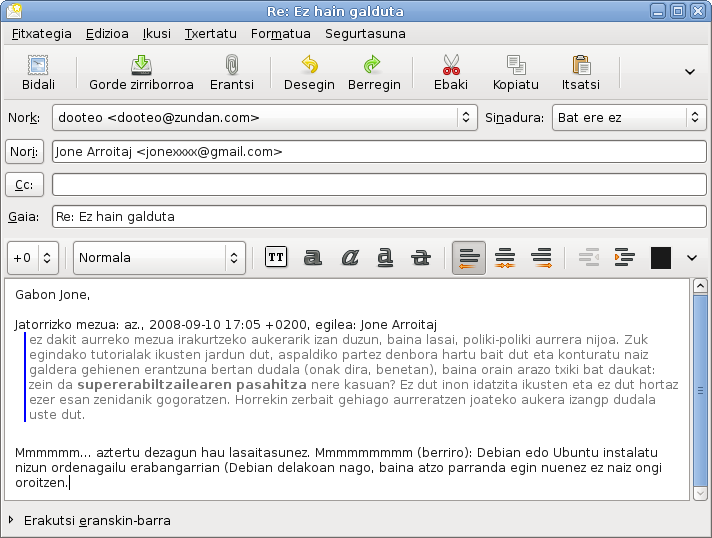 Re: Ez hain galduta
Fitxategia Edizioa Ikusi Txertatu Formatua Segurtasuna
Bidali Gorde zirriborroa Erantsi Desegin Berregin Ebaki Kopiatu Itsatsi
Nork: dooteo <dooteo@zundan.com> Sinadura: Bat ere ez
Nori: Jone Arroitaj <jonexxxx@gmail.com>
Cc:
Gaia: Re: Ez hain galduta
+0 Normala TT a a a a
Gabon Jone,
Jatorrizko mezua: az., 2008-09-10 17:05 +0200, egilea: Jone Arroitaj
ez dakit aurreko mezua irakurtzeko aukerarik izan duzun, baina lasai, poliki-poliki aurrera nijoa. Zuk
egindako tutorialak ikusten jardun dut, aspaldiko partez denbora hartu bait dut eta konturatu naiz
galdera gehienen erantzuna bertan dudala (onak dira, benetan), baina orain arazo txiki bat daukat:
zein da supererabiltzailearen pasahitza nere kasuan? Ez dut inon idatzita ikusten eta ez dut hortaz
ezer esan zenidanik gogoratzen. Horrekin zerbait gehiago aurreratzen joateko aukera izangp dudala
uste dut.
Mmmmmm... aztertu dezagun hau lasaitasunez. Mmmmmmmmm (berriro): Debian edo Ubuntu instalatu
nizun ordenagailu erabangarrian (Debian delakoan nago, baina atzo parranda egin nuenez ez naiz ongi
oroitzen.
Erakutsi eranskin-barra